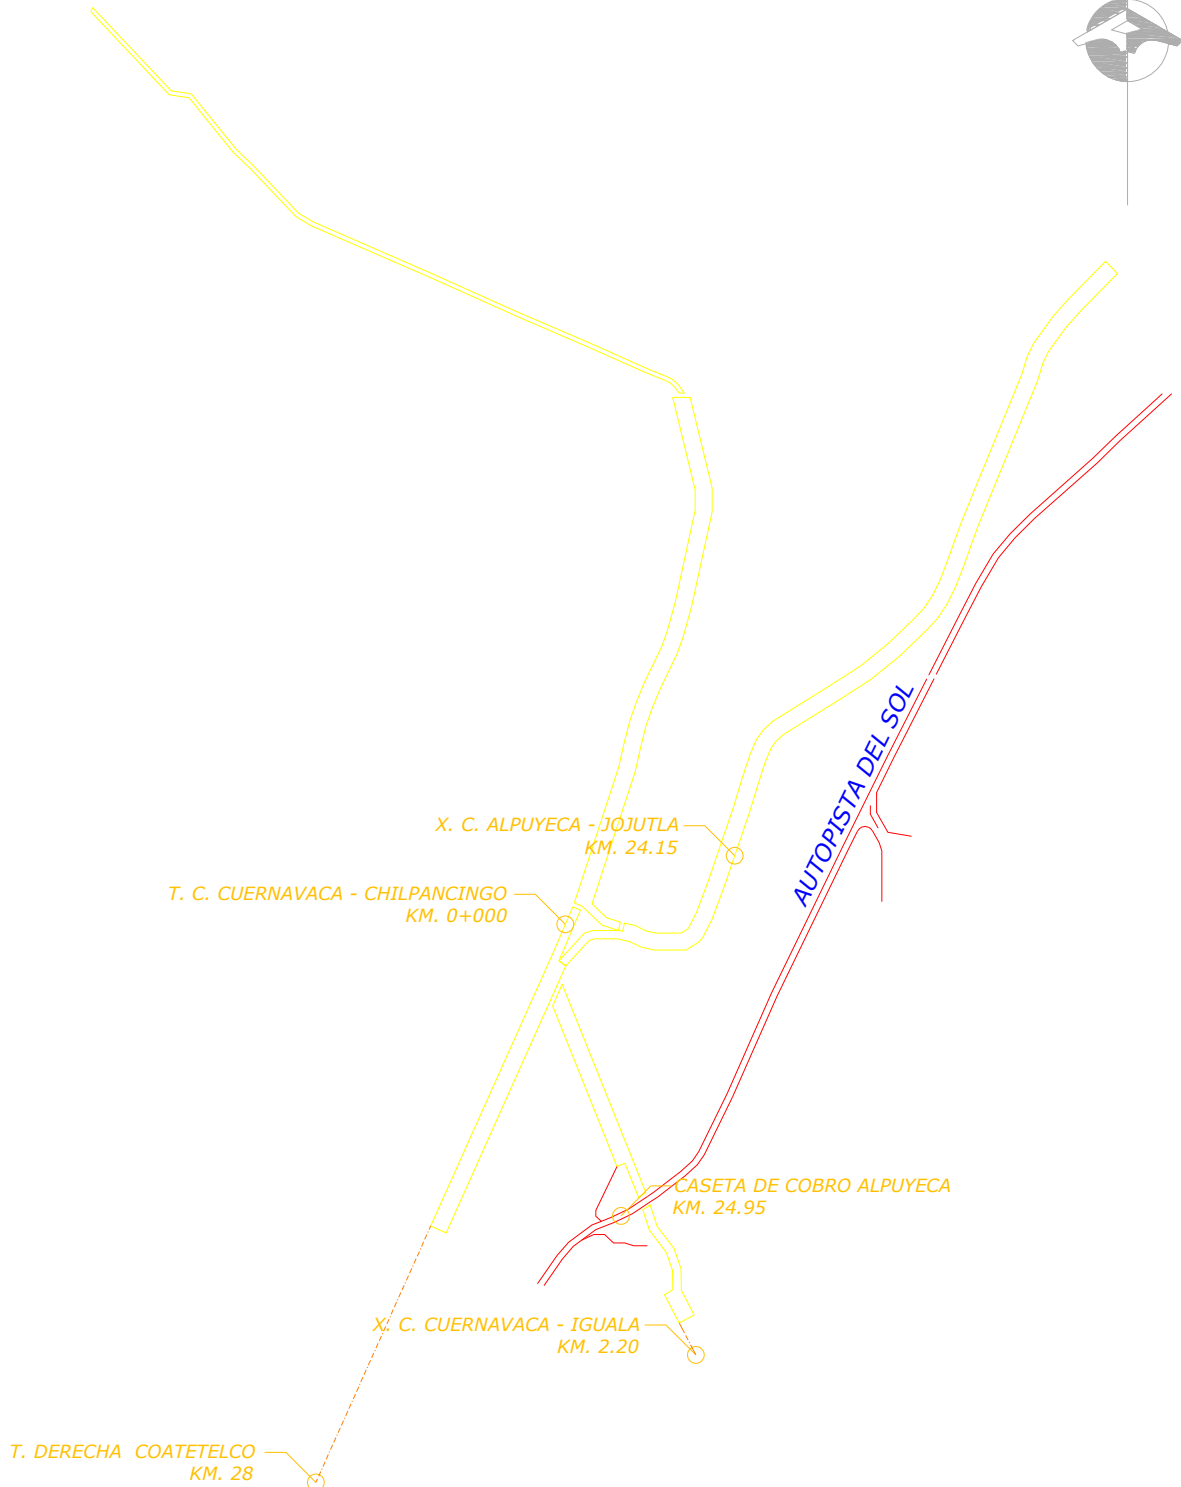 AUTOPISTA DEL SOL
X. C. ALPUYECA - JOJUTLA
KM. 24.15
T. C. CUERNAVACA - CHILPANCINGO
KM. 0+000
CASETA DE COBRO ALPUYECA
KM. 24.95
X. C. CUERNAVACA - IGUALA
KM. 2.20
T. DERECHA  COATETELCO
KM. 28